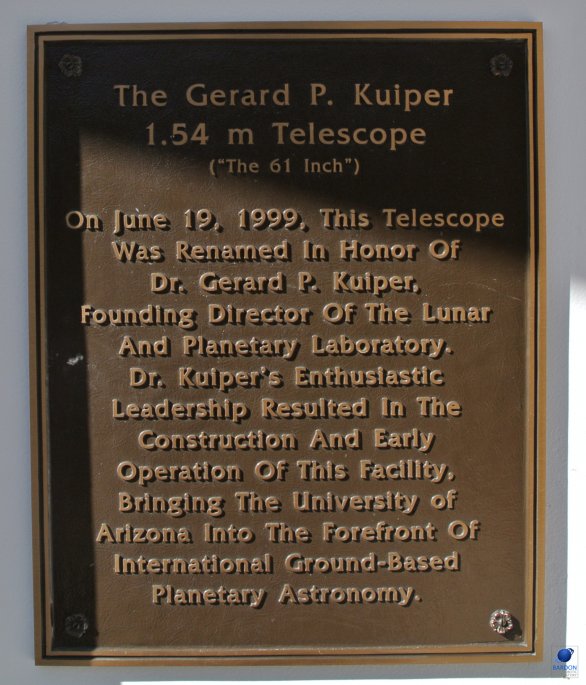 The Gerard P. Kuiper
1.54 m Telescope
("The 61 Inch")
On June 19, 1999, This Telescope
Was Renamed In Honor Of
Dr. Gerard P. Kuiper,
Founding Director Of The Lunar
And Planetary Laboratory.
Dr. Kuiper's Enthusiastic
Leadership Resulted In The
Construction And Early
Operation Of This Facility,
Bringing The University of
Arizona Into The Forefront Of
International Ground-Based
Planetary Astronomy.
BARDON